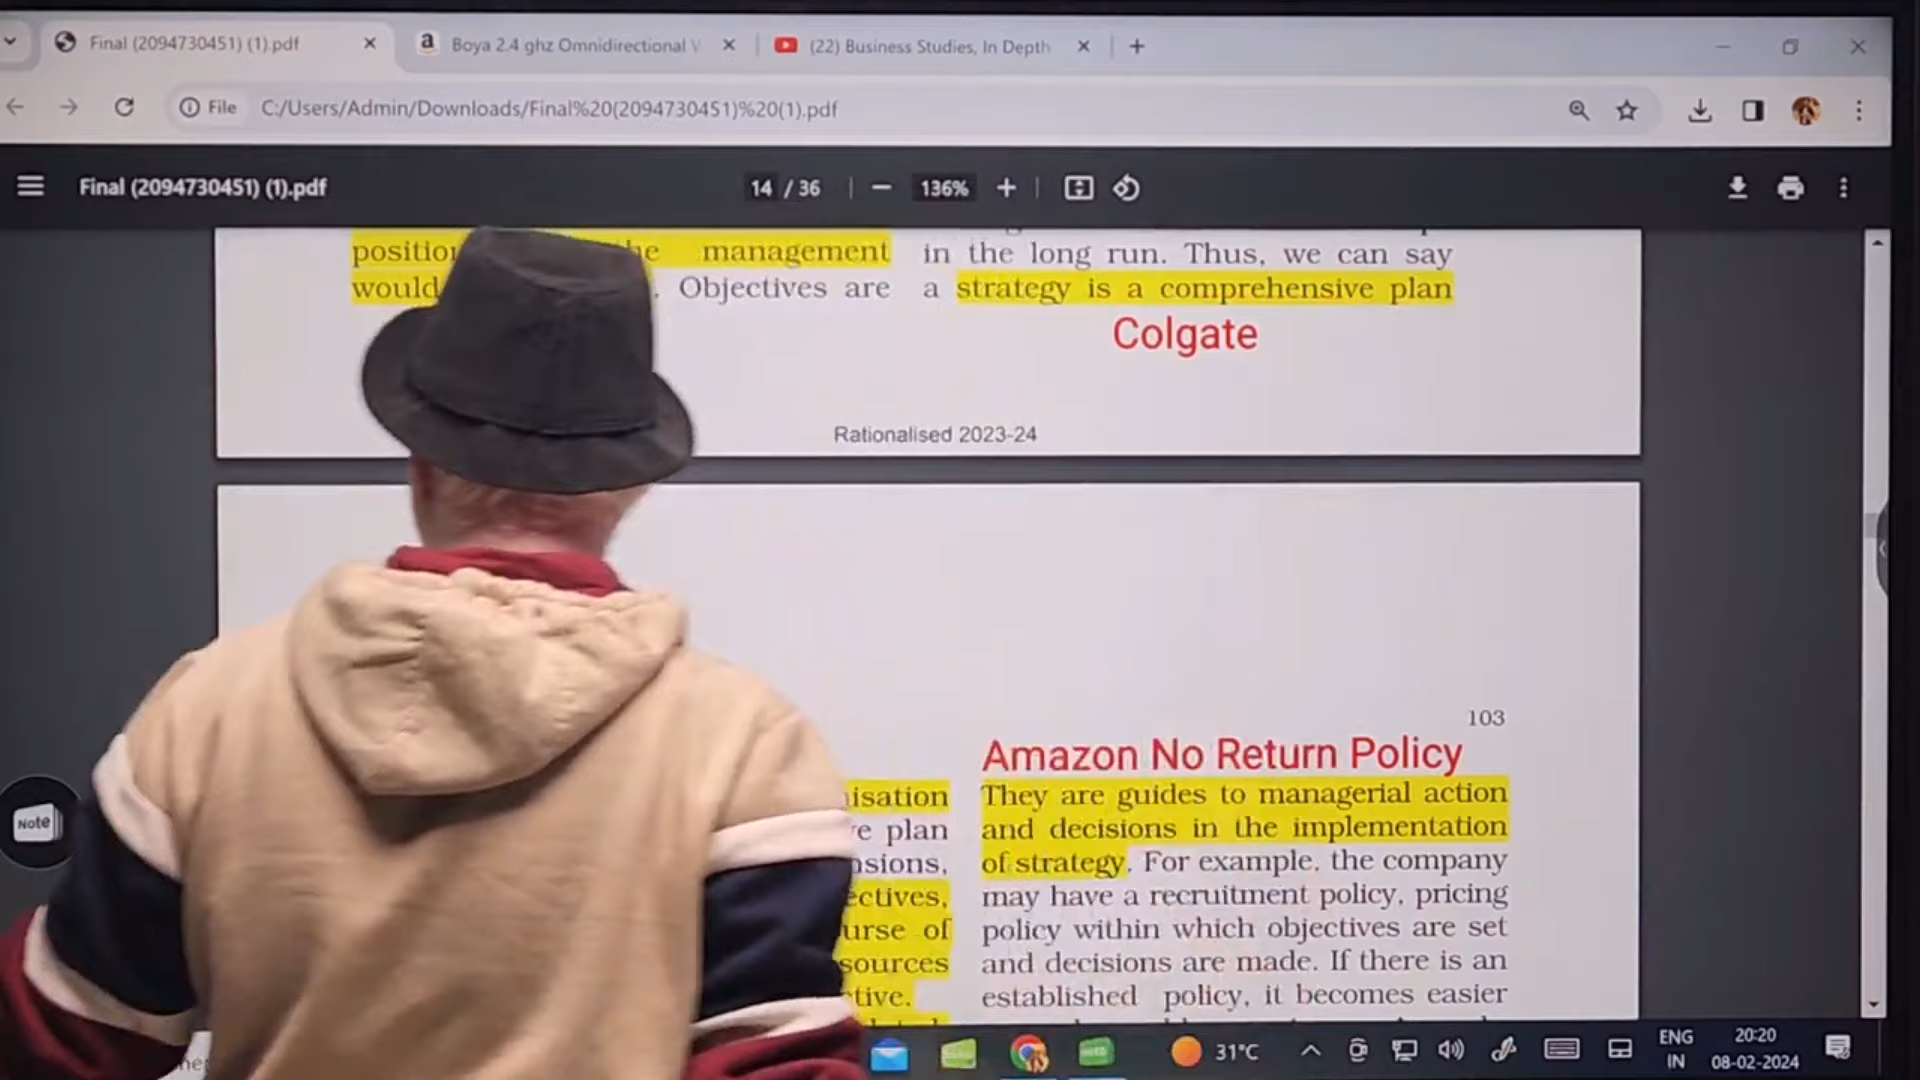 Final (2094730451) (1).pdf
Boya 2.4 ghz Omnidirectional
(22) Business Studies, In Depth
File C:/Users/Admin/Downloads/Final%20(2094730451)%20(1).pdf
Final (2094730451) (1).pdf
14 / 36
136%
management
would . Objectives are
in the long run. Thus, we can say
a strategy is a comprehensive plan
Colgate
Rationalised 2023-24
103
plan
urse of
Amazon No Return Policy
They are guides to managerial action
and decisions in the implementation
of strategy. For example, the company
may have a recruitment policy, pricing
policy within which objectives are set
and decisions are made. If there is an
established policy, it becomes easier
Note
31°C
ENG
IN
20:20
08-02-2024